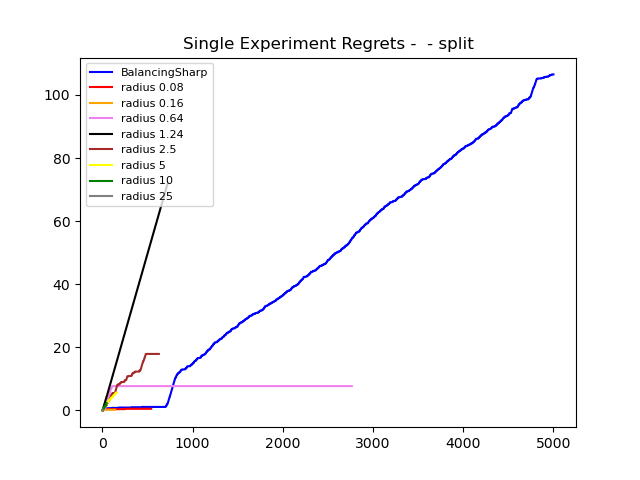 Single Experiment Regrets -  - split
BalancingSharp
radius 0.08
radius 0.16
radius 0.64
radius 1.24
radius 2.5
radius 5
radius 10
radius 25
100
80
60
40
20
0
0 1000 2000 3000 4000 5000